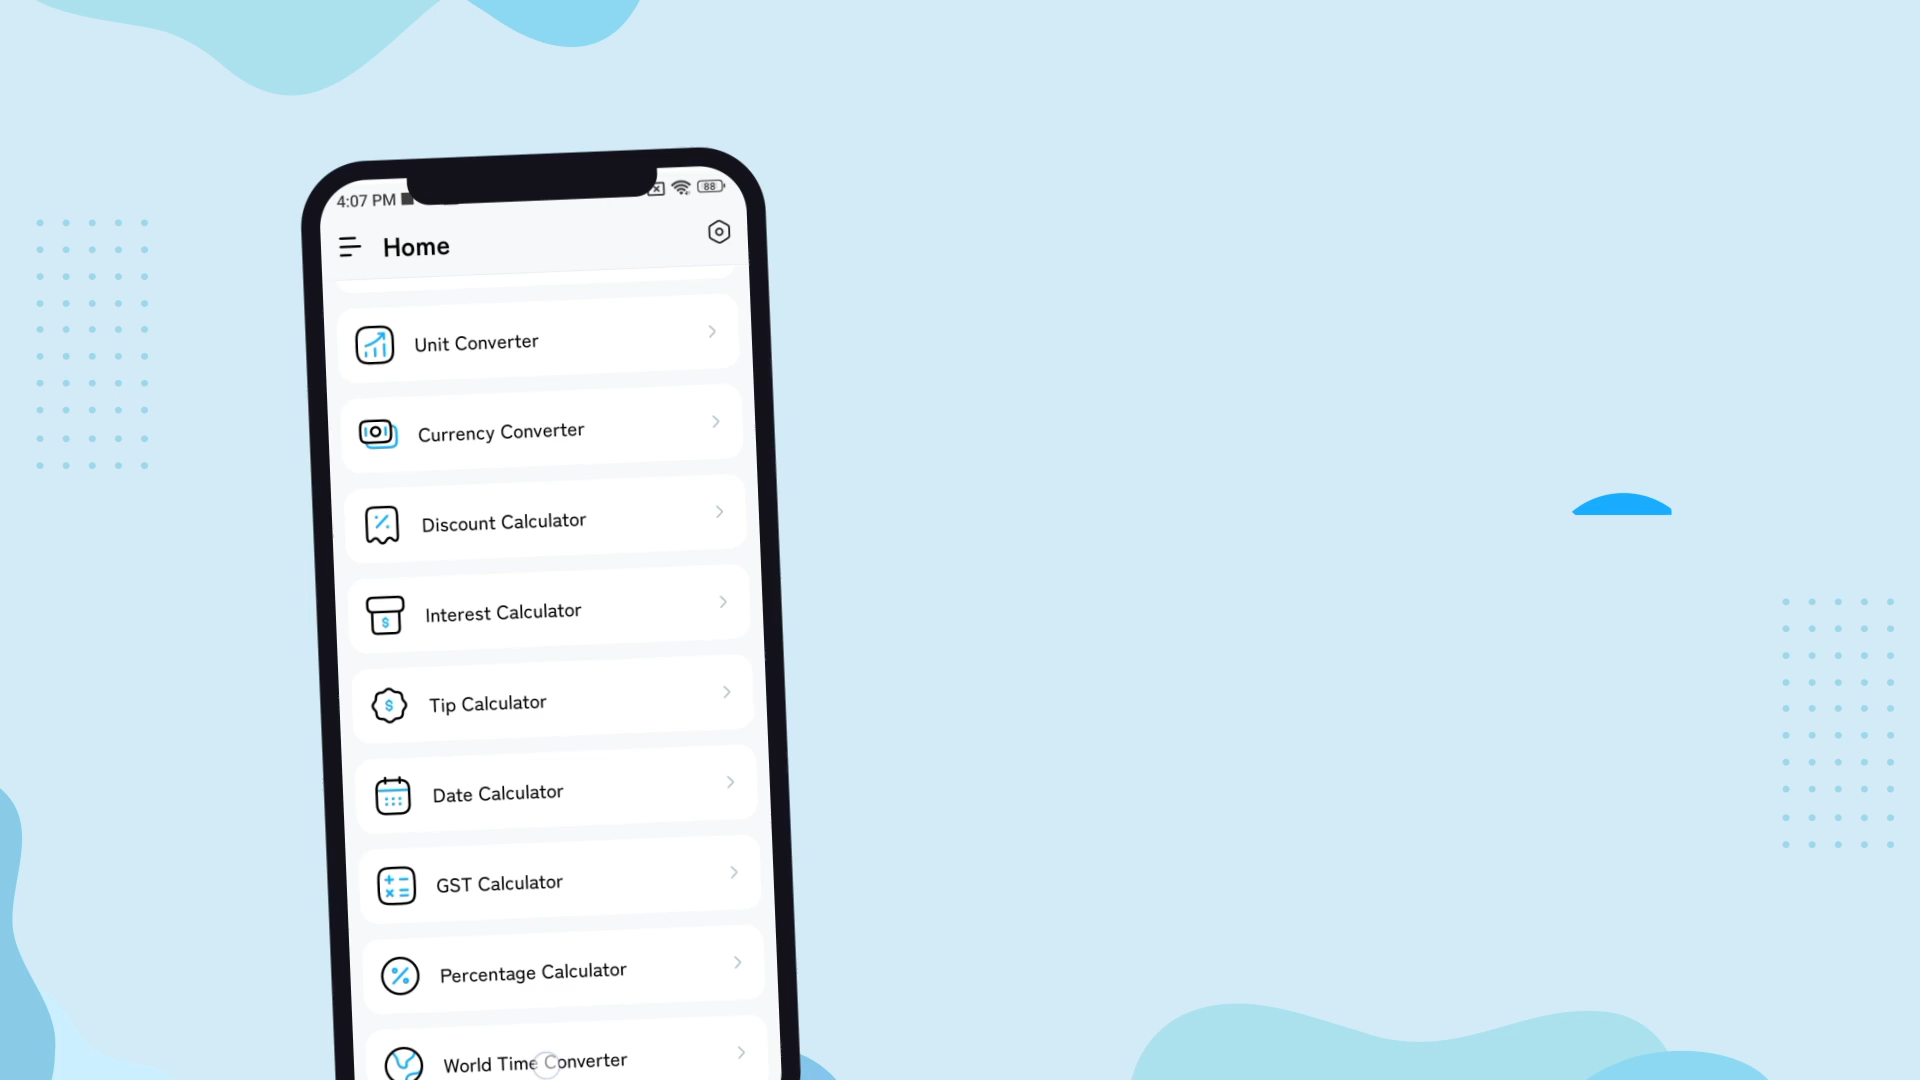 4:07 PM
88
Home
Unit Converter
Currency Converter
Discount Calculator
Interest Calculator
Tip Calculator
Date Calculator
GST Calculator
Percentage Calculator
World Time Converter